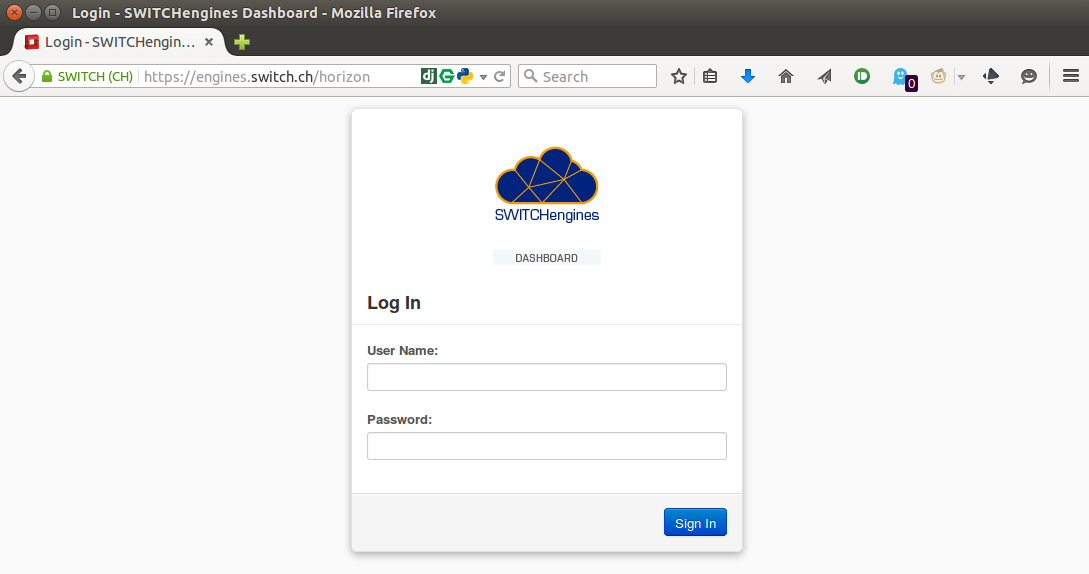 Login - SWITCHengines Dashboard - Mozilla Firefox
Login - SWITCHengin...
SWITCH (CH) https://engines.switch.ch/horizon dj Search 0
SWITCHengines
DASHBOARD
Log In
User Name:
Password:
Sign In